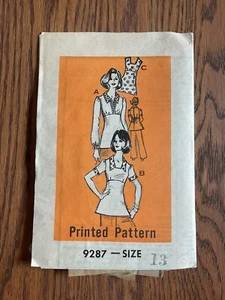 C
A
B
Printed Pattern
9287 — SIZE 13